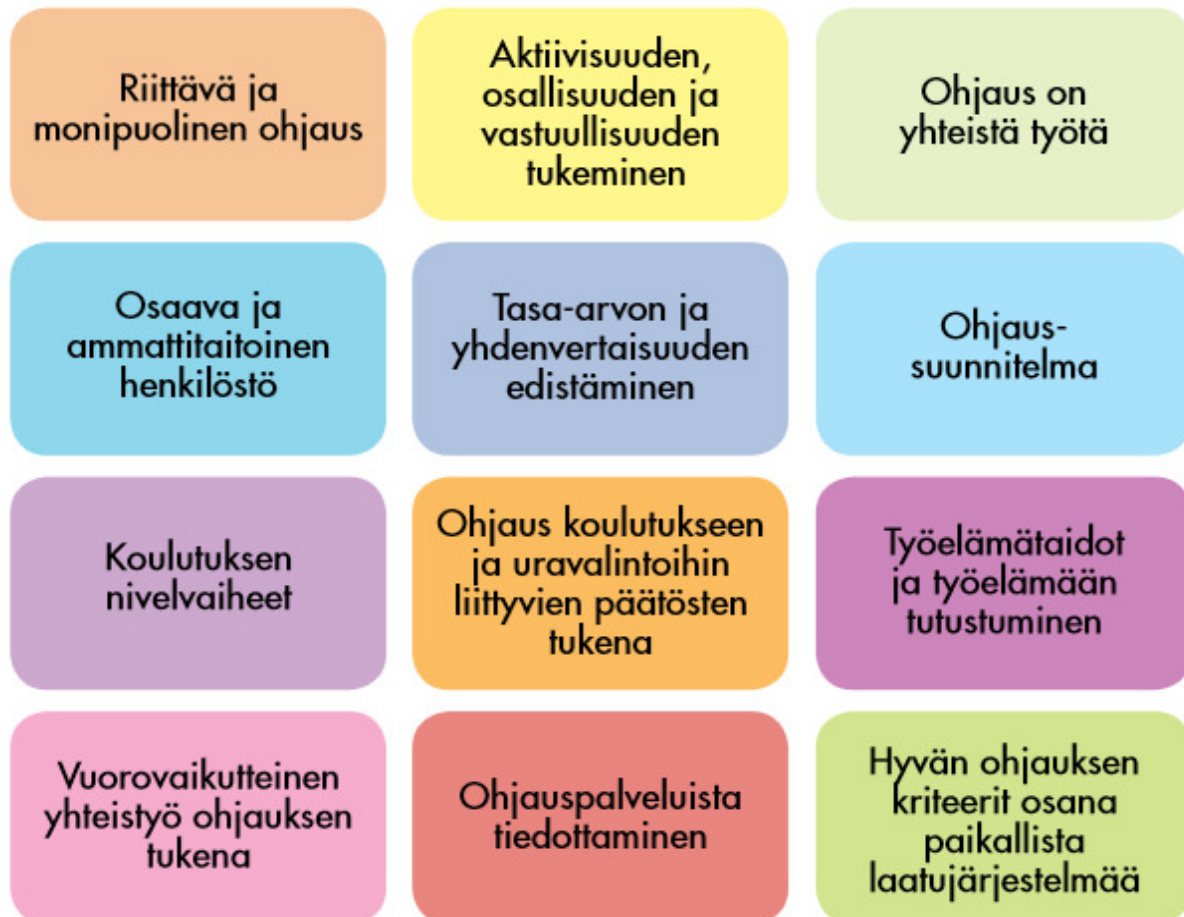 Riittävä ja
monipuolinen ohjaus
Aktiivisuuden,
osallisuuden ja
vastuullisuuden
tukeminen
Ohjaus on
yhteistä työtä
Osaava ja
ammattitaitoinen
henkilöstö
Tasa-arvon ja
yhdenvertaisuuden
edistäminen
Ohjaus-
suunnitelma
Koulutuksen
nivelvaiheet
Ohjaus koulutukseen
ja uravalintoihin
liittyvien päätösten
tukena
Työelämätaidot
ja työelämään
tutustuminen
Vuorovaikutteinen
yhteistyö ohjauksen
tukena
Ohjauspalveluista
tiedottaminen
Hyvän ohjauksen
kriteerit osana
paikallista
laatujärjestelmää